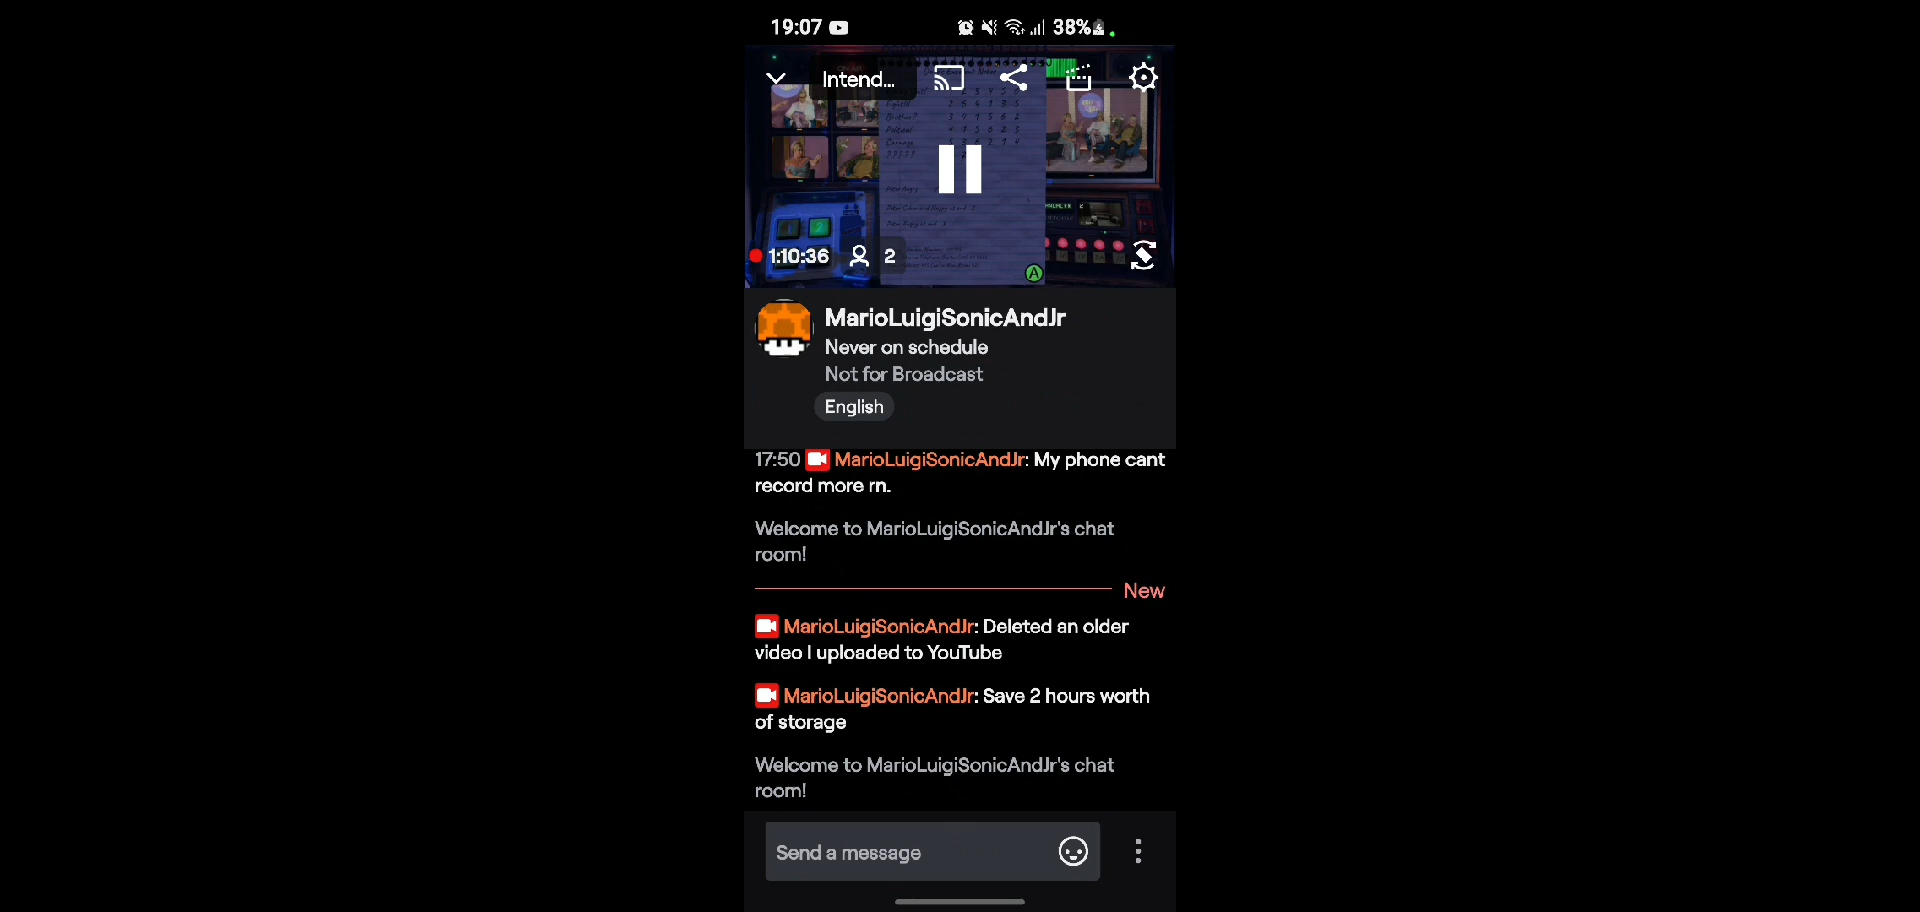 19:07
38%
Intend...
1:10:36 2
A
MarioLuigiSonicAndJr
Never on schedule
Not for Broadcast
English
17:50 MarioLuigiSonicAndJr: My phone cant
record more rn.
Welcome to MarioLuigiSonicAndJr's chat
room!
New
MarioLuigiSonicAndJr: Deleted an older
video I uploaded to YouTube
MarioLuigiSonicAndJr: Save 2 hours worth
of storage
Welcome to MarioLuigiSonicAndJr's chat
room!
Send a message